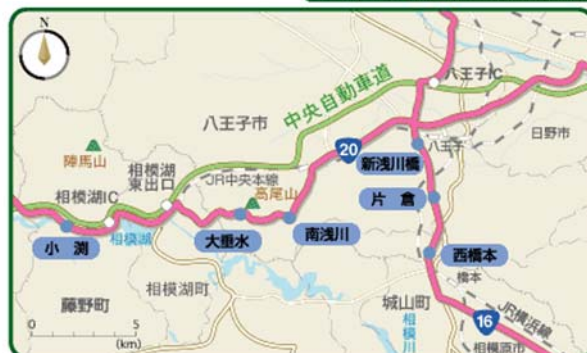 N
八王子IC
中央自動車道
八王子市
日野市
20
八王子
新浅川橋
陣馬山
相模湖
東出口
JR中央本線
高尾山
相模湖IC
片倉
小渕
相模湖
大垂水
南浅川
西橋本
橋本
藤野町
相模湖町
城山町
JR横浜線
16
相模川
相模原市
0 5
(km)